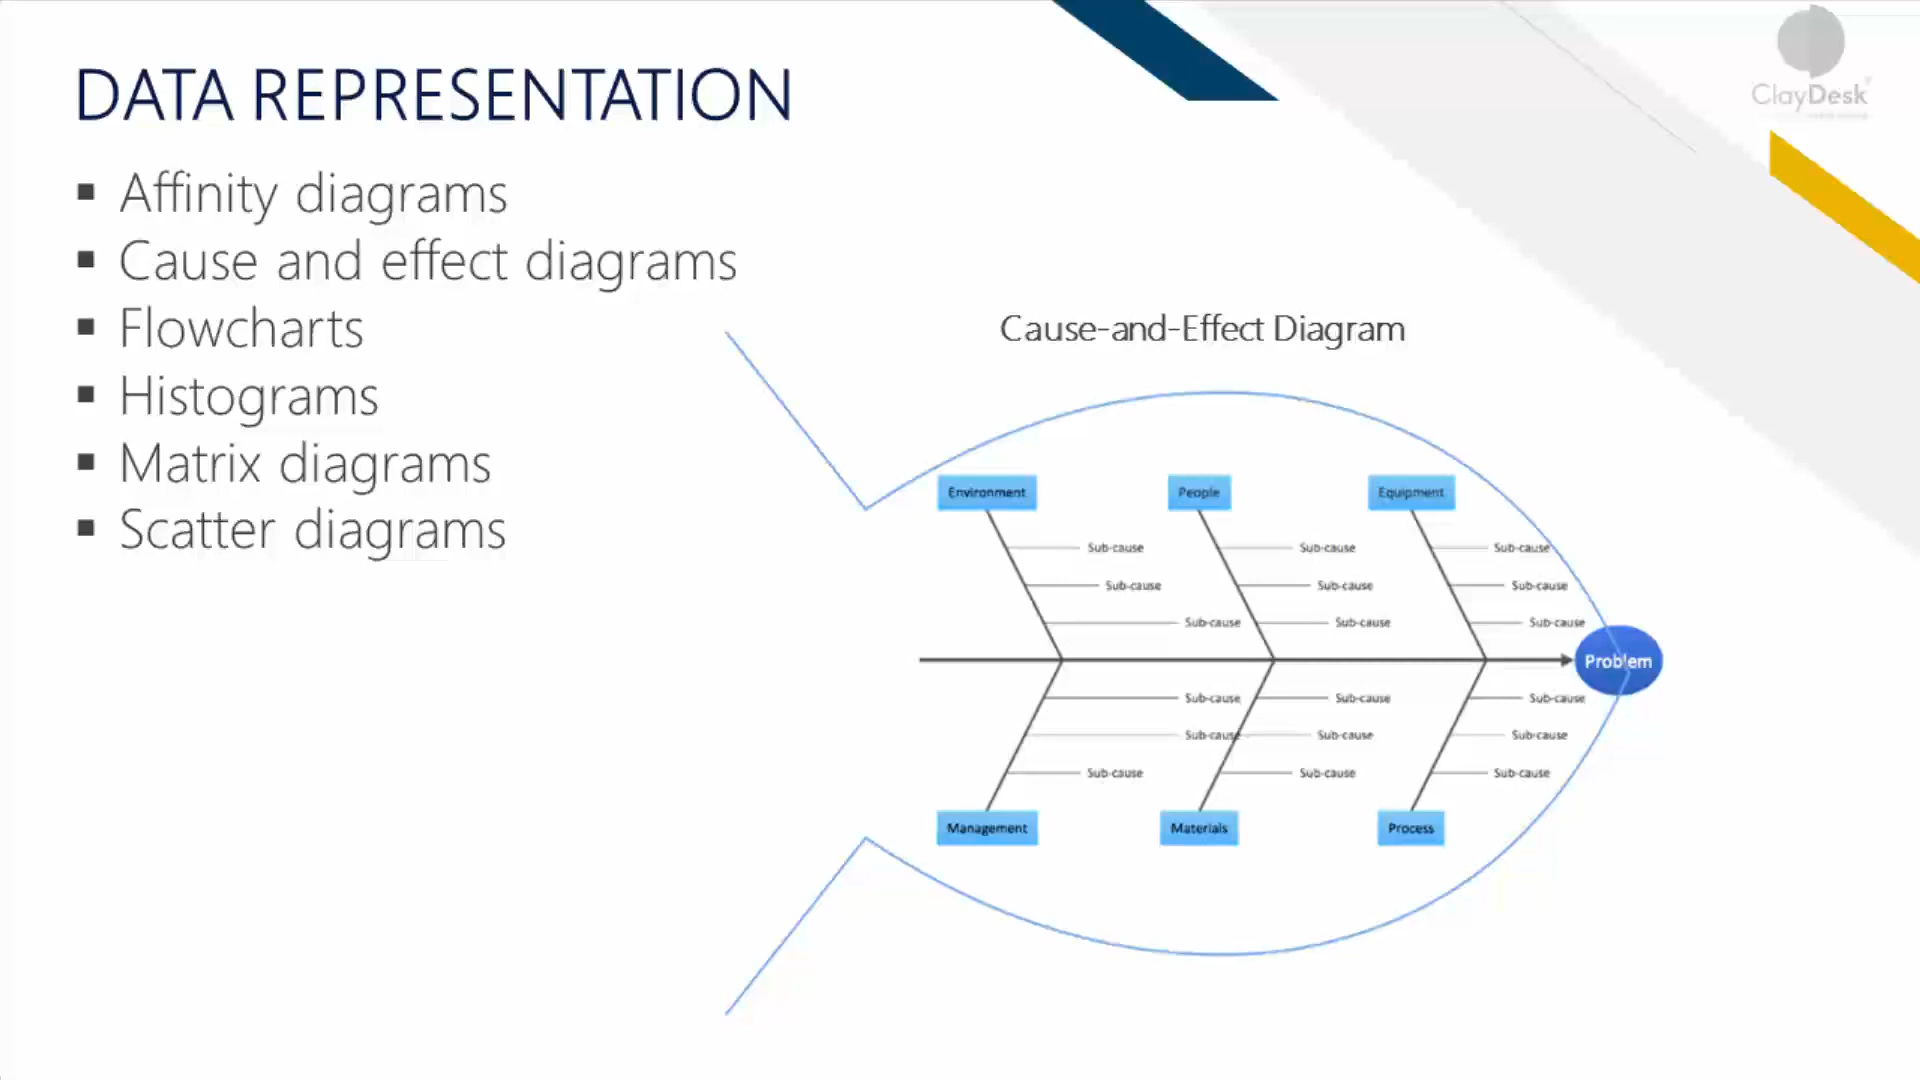 DATA REPRESENTATION
ClayDesk
▪ Affinity diagrams
▪ Cause and effect diagrams
▪ Flowcharts
▪ Histograms
▪ Matrix diagrams
▪ Scatter diagrams
Cause-and-Effect Diagram
Environment People Equipment
Sub-cause Sub-cause Sub-cause
Sub-cause Sub-cause Sub-cause
Sub-cause Sub-cause Sub-cause
Problem
Sub-cause Sub-cause Sub-cause
Sub-cause Sub-cause Sub-cause
Sub-cause Sub-cause Sub-cause
Management Materials Process